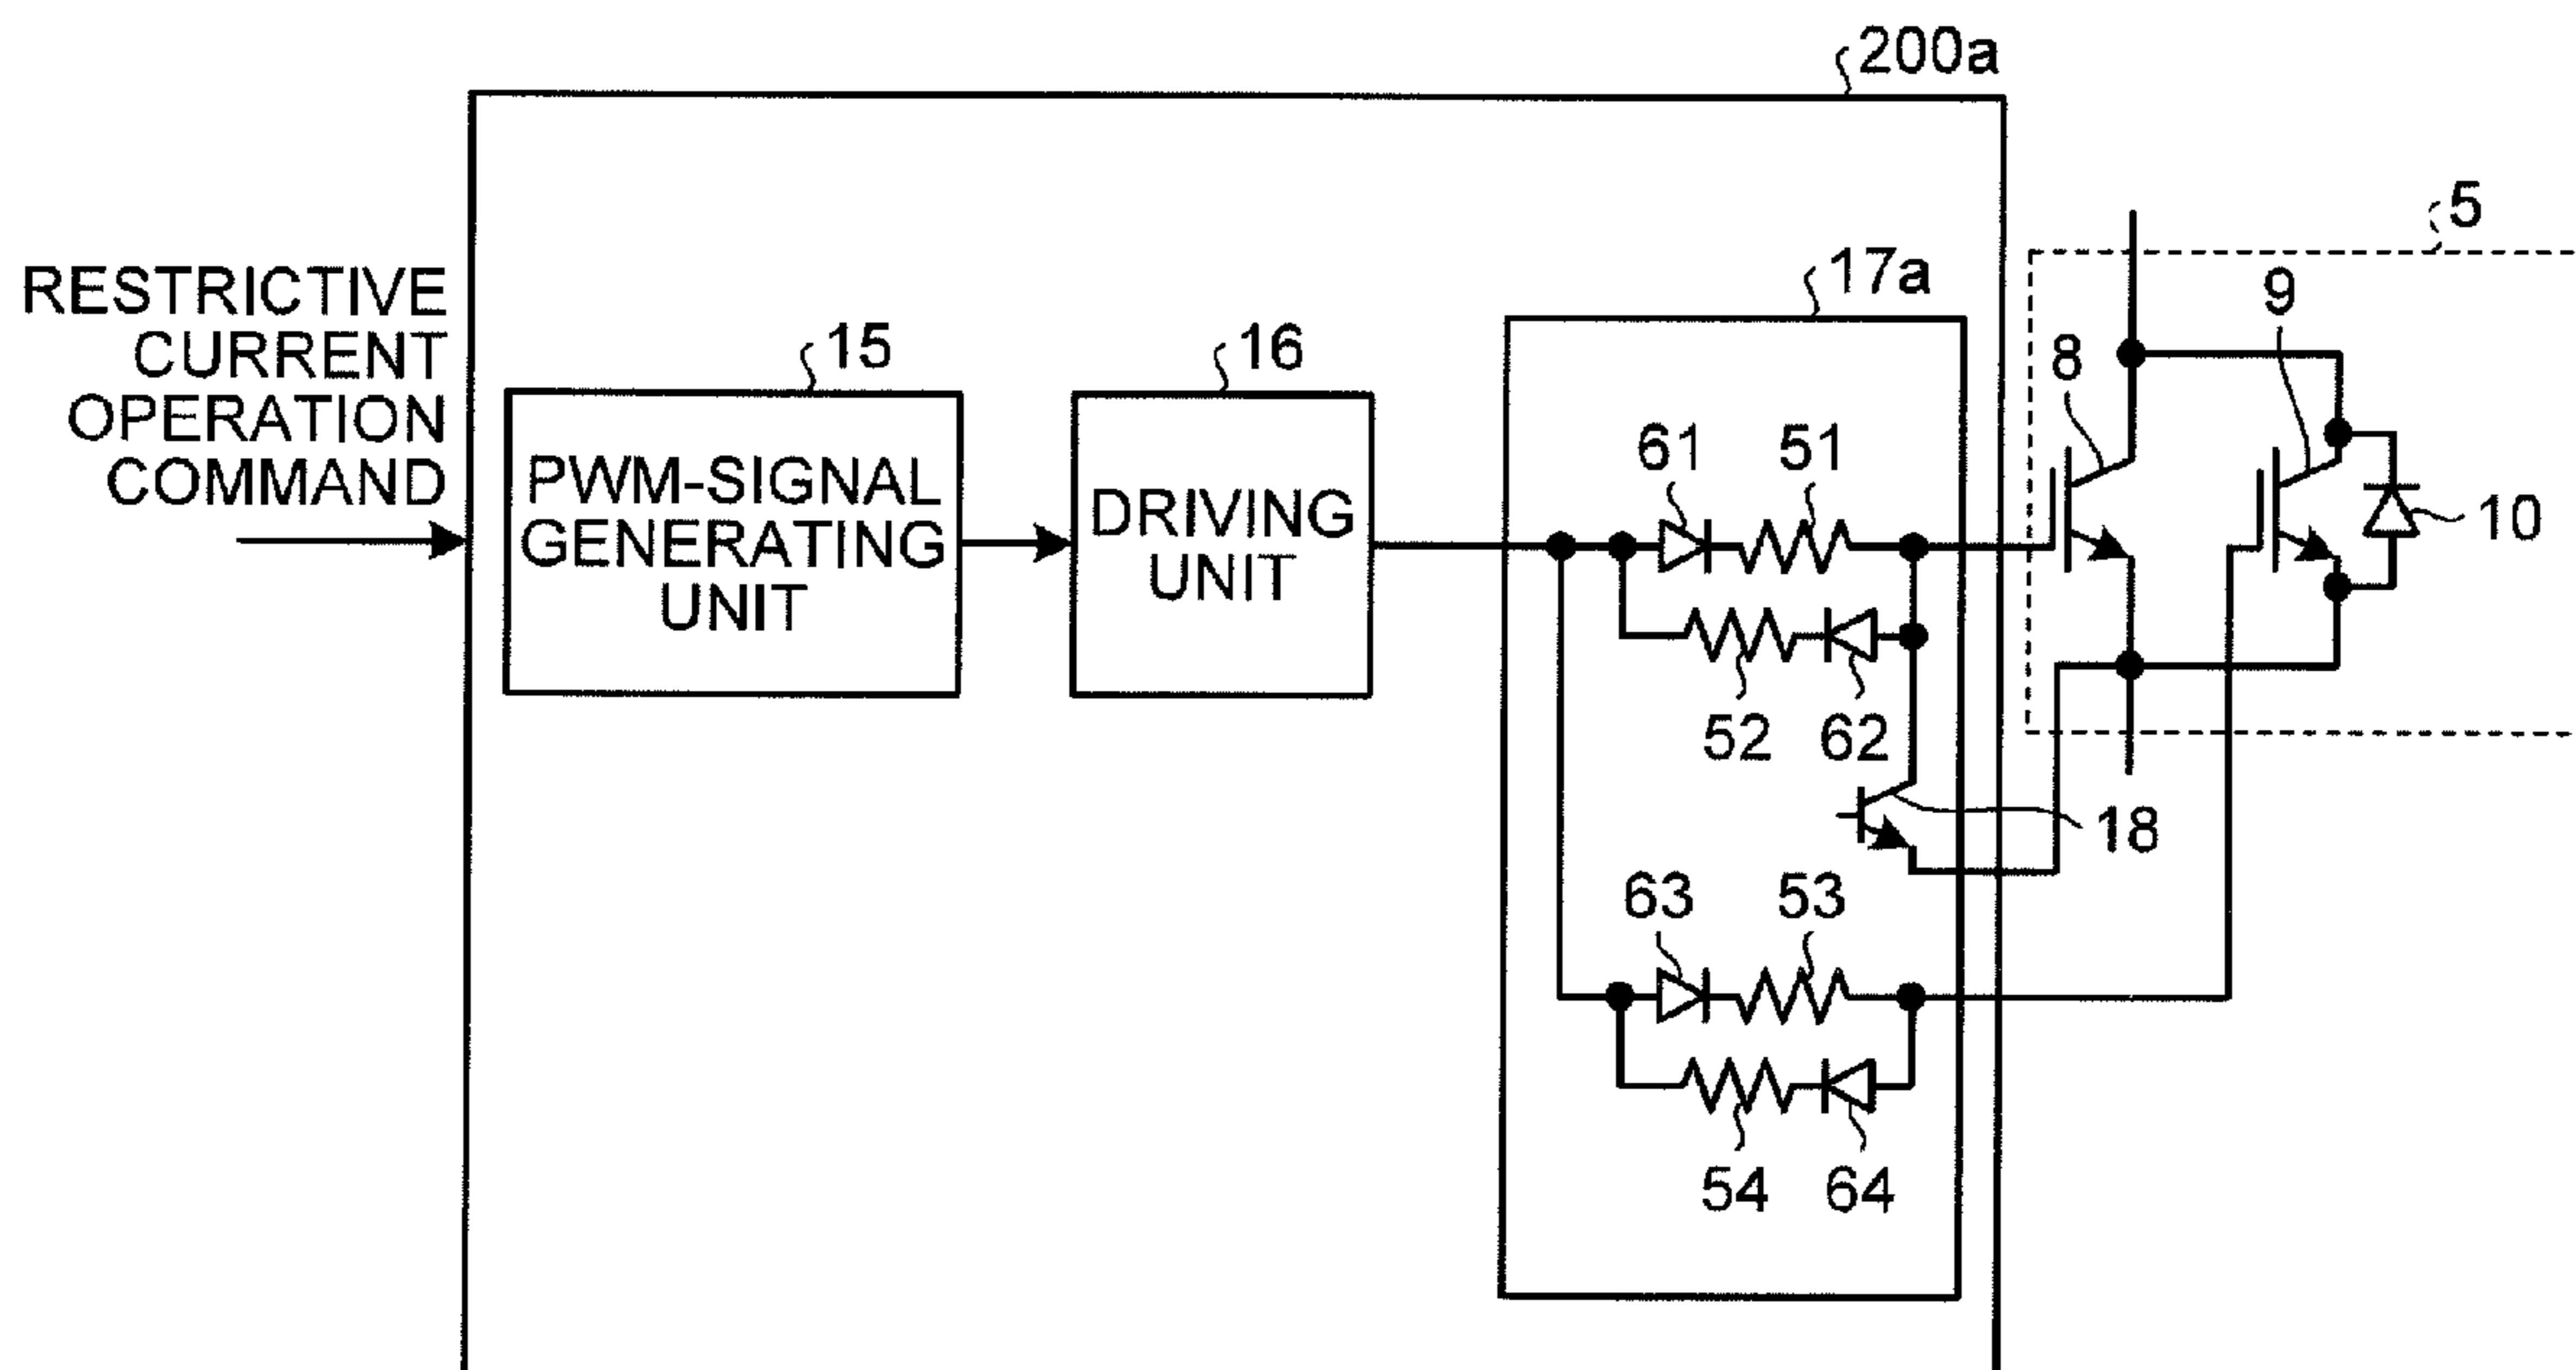 200a
5
RESTRICTIVE
CURRENT
OPERATION
COMMAND
17a
9
8
15
16
PWM-SIGNAL
GENERATING
UNIT
DRIVING
UNIT
61
51
10
52
62
18
63
53
54
64